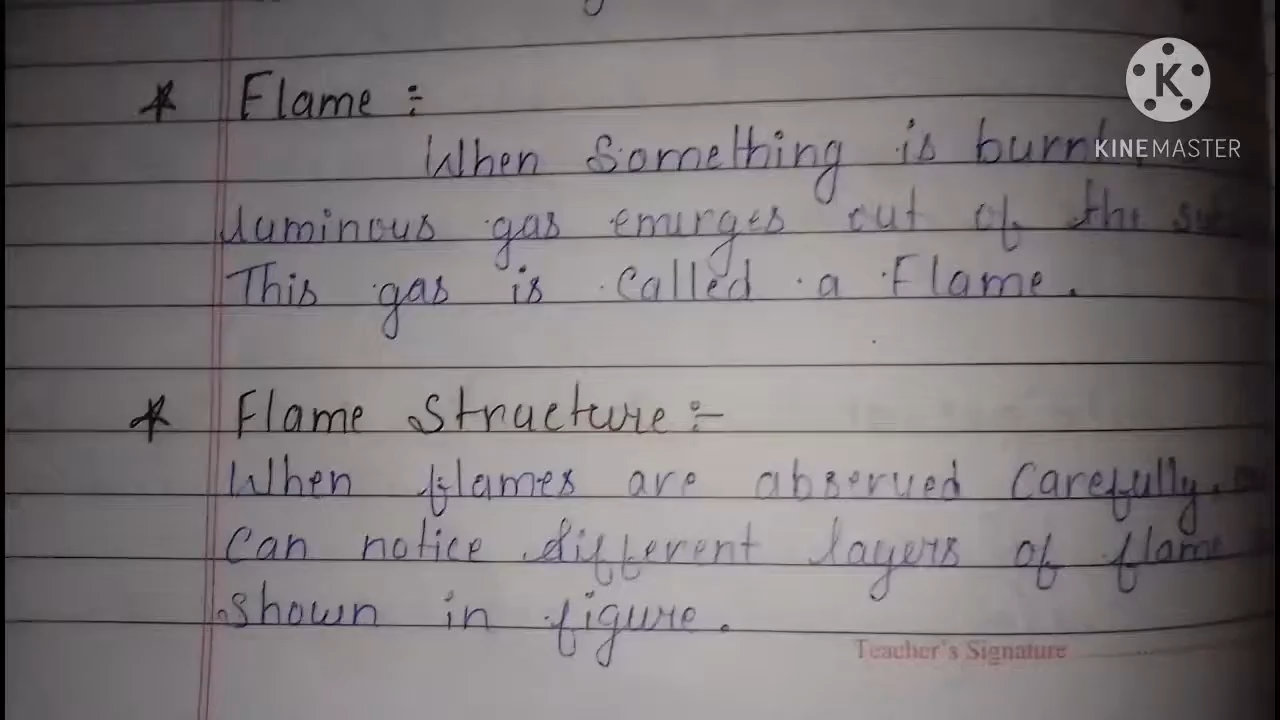 * Flame :-
K
When Something is burnt,
KINEMASTER
luminous gas emerges out of the
This gas is called a Flame.
* Flame Structure :-
When flames are observed carefully,
can notice different layers of flame
shown in figure.
Teacher's Signature